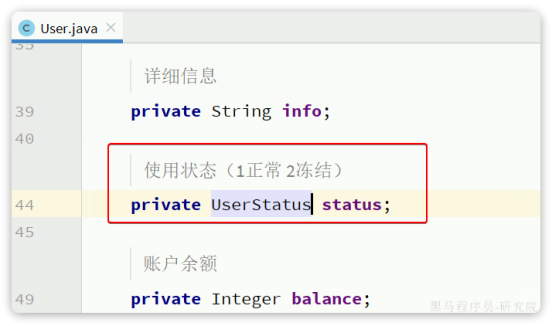 User.java
35
详细信息
39 private String info;
40
使用状态（1正常 2冻结）
44 private UserStatus status;
45
账户余额
49 private Integer balance;
黑马程序员-研究院